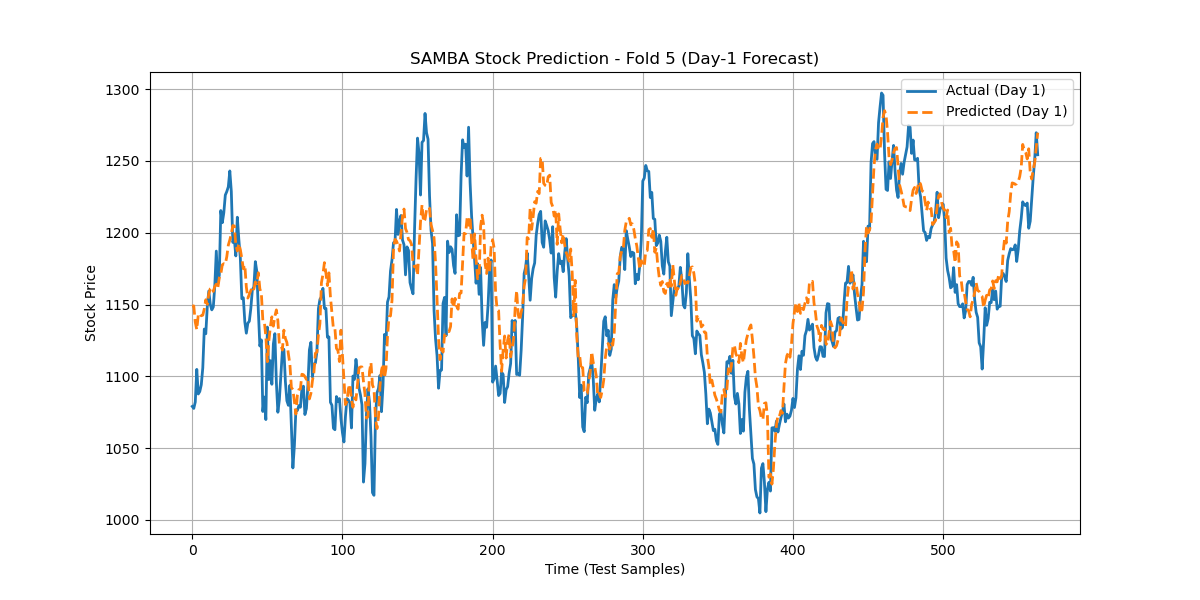 SAMBA Stock Prediction - Fold 5 (Day-1 Forecast)
Actual (Day 1)
Predicted (Day 1)
Stock Price
1300
1250
1200
1150
1100
1050
1000
0 100 200 300 400 500
Time (Test Samples)